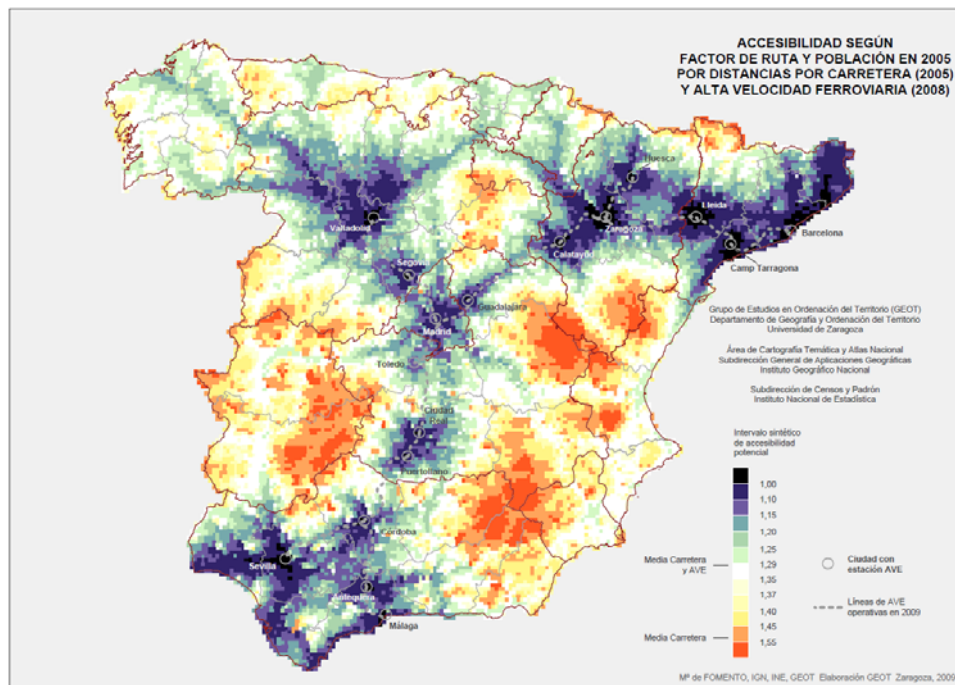 ACCESIBILIDAD SEGÚN
FACTOR DE RUTA Y POBLACIÓN EN 2005
POR DISTANCIAS POR CARRETERA (2005)
Y ALTA VELOCIDAD FERROVIARIA (2008)
Huesca
Lleida
Zaragoza
Valladolid
Barcelona
Calatayud
Camp Tarragona
Segovia
Guadalajara
Madrid
Toledo
Ciudad
Real
Puertollano
Córdoba
Sevilla
Antequera
Málaga
Grupo de Estudios en Ordenación del Territorio (GEOT)
Departamento de Geografía y Ordenación del Territorio
Universidad de Zaragoza
Área de Cartografía Temática y Atlas Nacional
Subdirección General de Aplicaciones Geográficas
Instituto Geográfico Nacional
Subdirección de Censos y Padrón
Instituto Nacional de Estadística
Intervalo sintético
de accesibilidad
potencial
1,00
1,10
1,15
1,20
1,25
1,29
1,35
1,37
1,40
1,45
1,55
Media Carretera
y AVE
Media Carretera
Ciudad con
estación AVE
Líneas de AVE
operativas en 2009
Mº de FOMENTO, IGN, INE, GEOT Elaboración GEOT Zaragoza, 2009